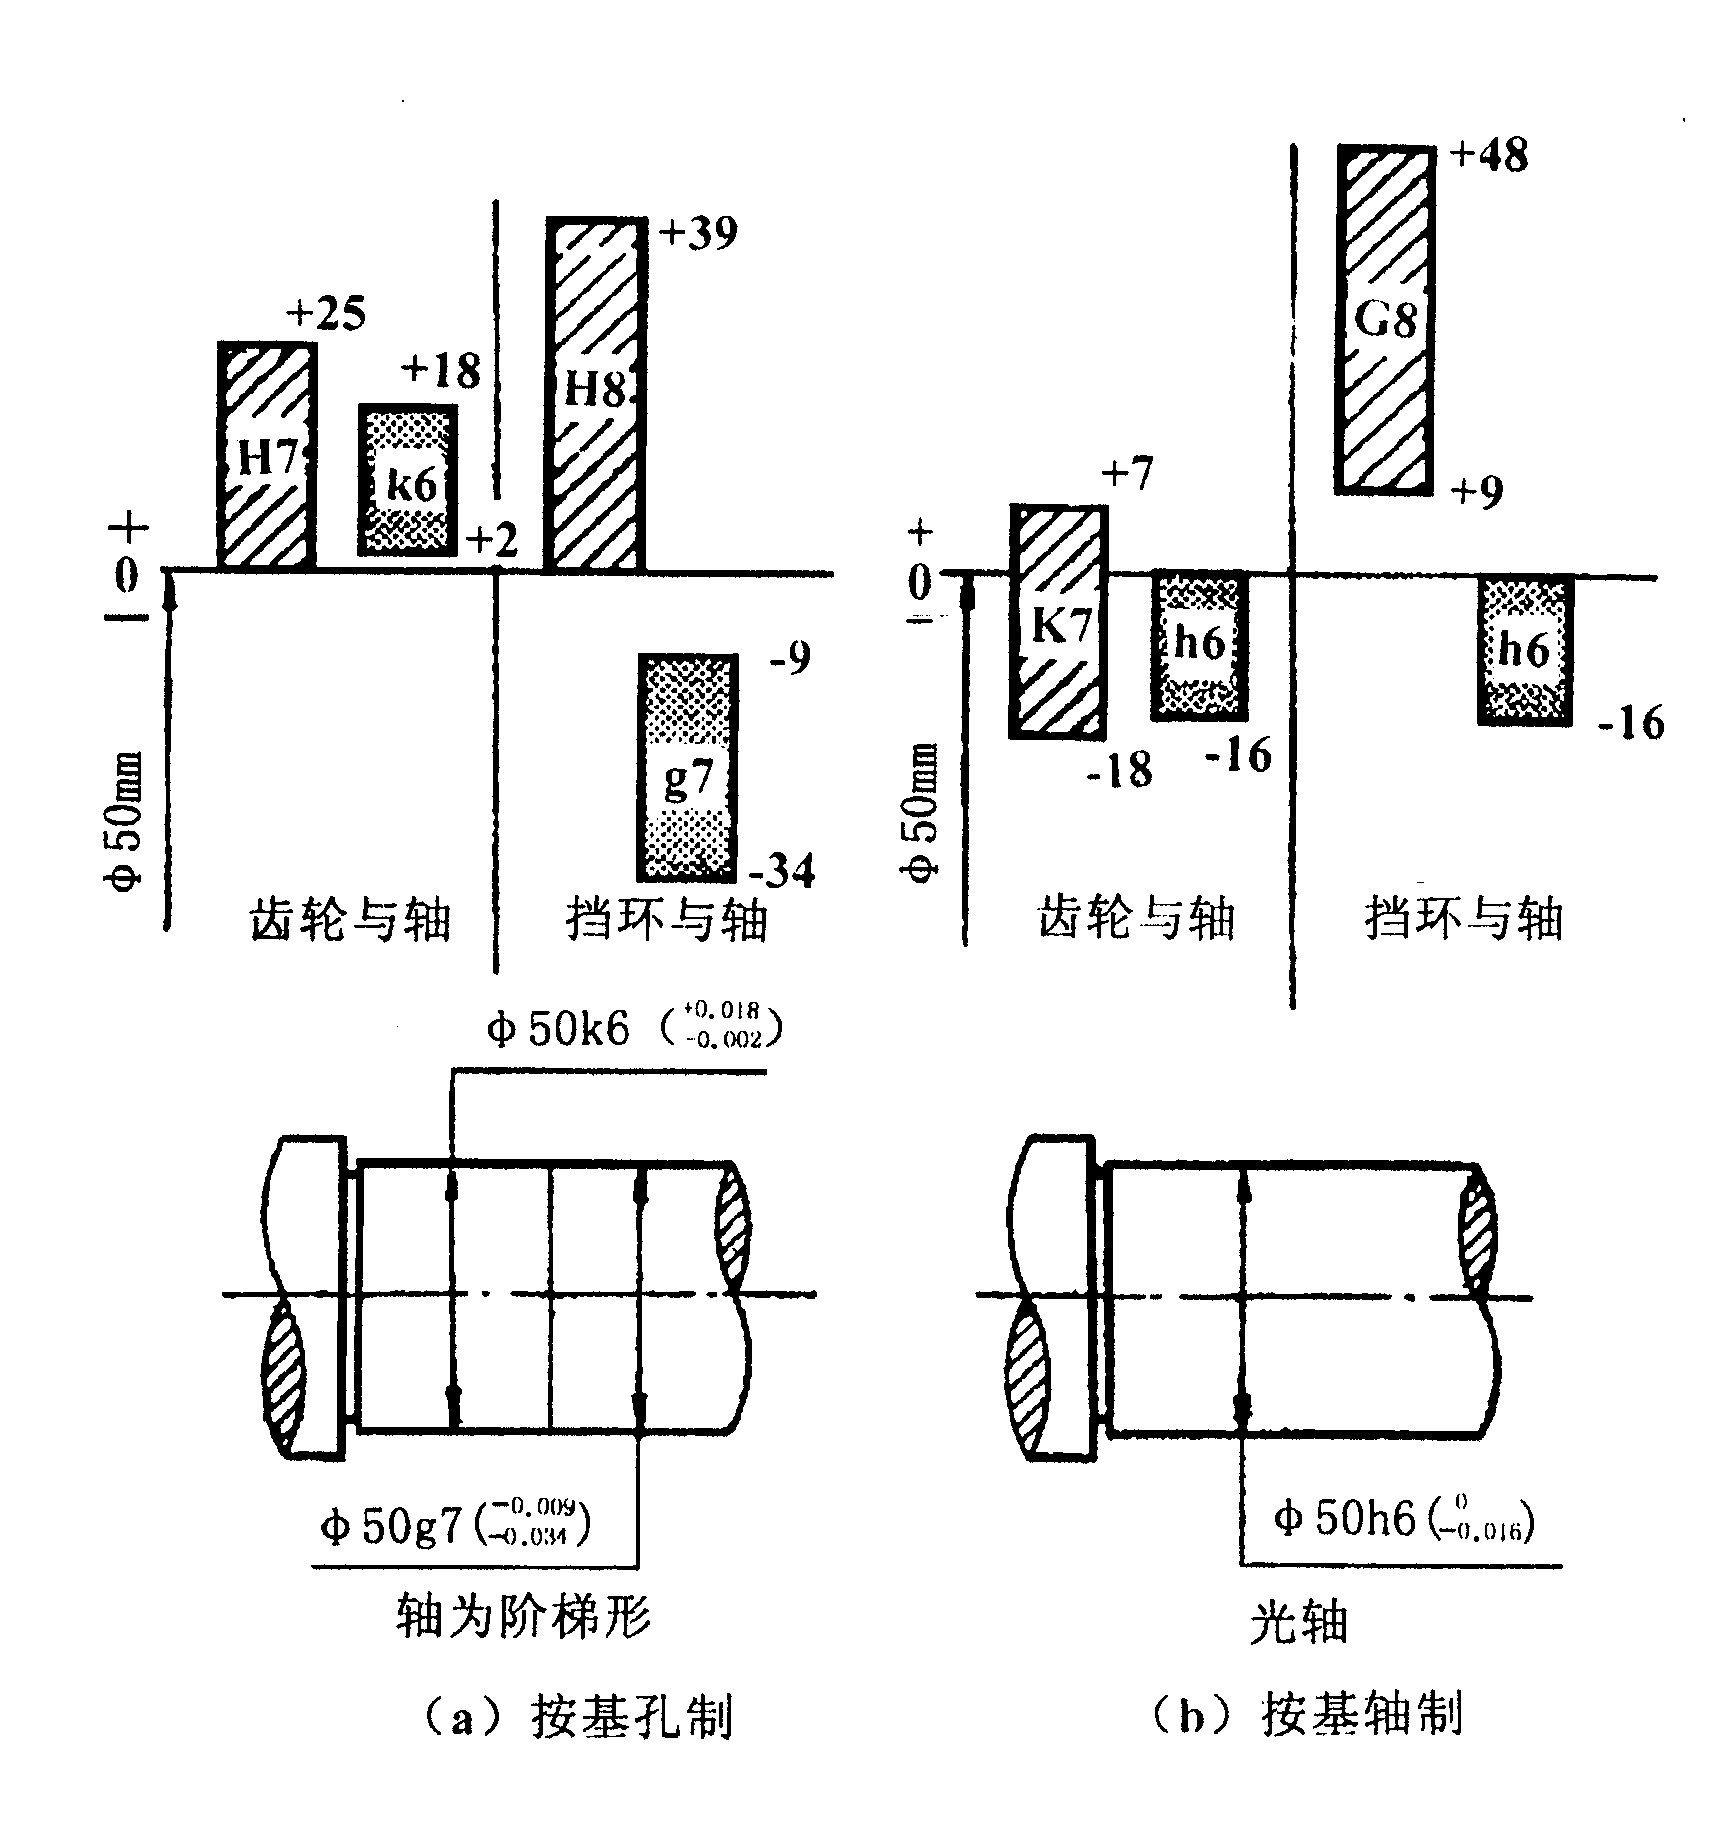 +25
+18
+39
H7
k6
H8
+2
+
0
−
-9
g7
-34
φ50mm
齿轮与轴
挡环与轴
+48
G8
+9
+7
+
0
−
K7
h6
h6
-18
-16
-16
φ50mm
齿轮与轴
挡环与轴
φ50k6 (+0.018
-0.002)
φ50g7(-0.009
-0.034)
轴为阶梯形
(a) 按基孔制
φ50h6(0
-0.016)
光轴
(b) 按基轴制